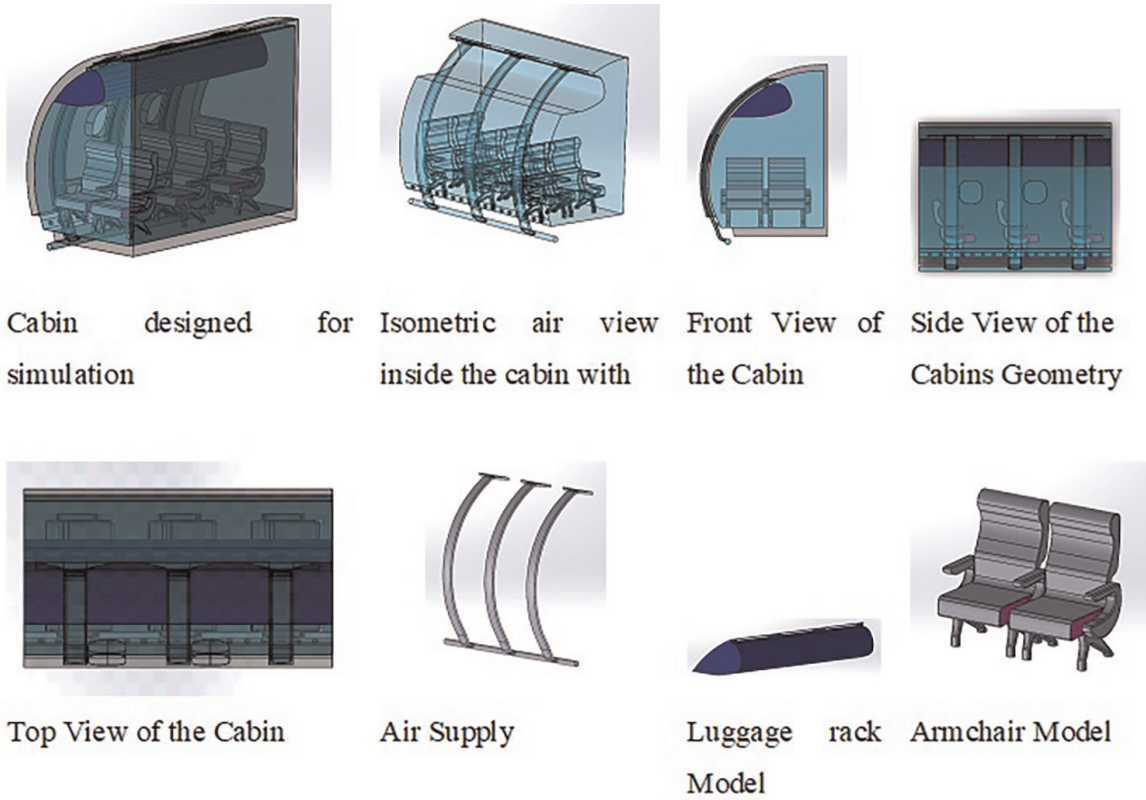 Cabin designed for
simulation
Isometric air view
inside the cabin with
Front View of
the Cabin
Side View of the
Cabins Geometry
Top View of the Cabin
Air Supply
Luggage rack
Model
Armchair Model